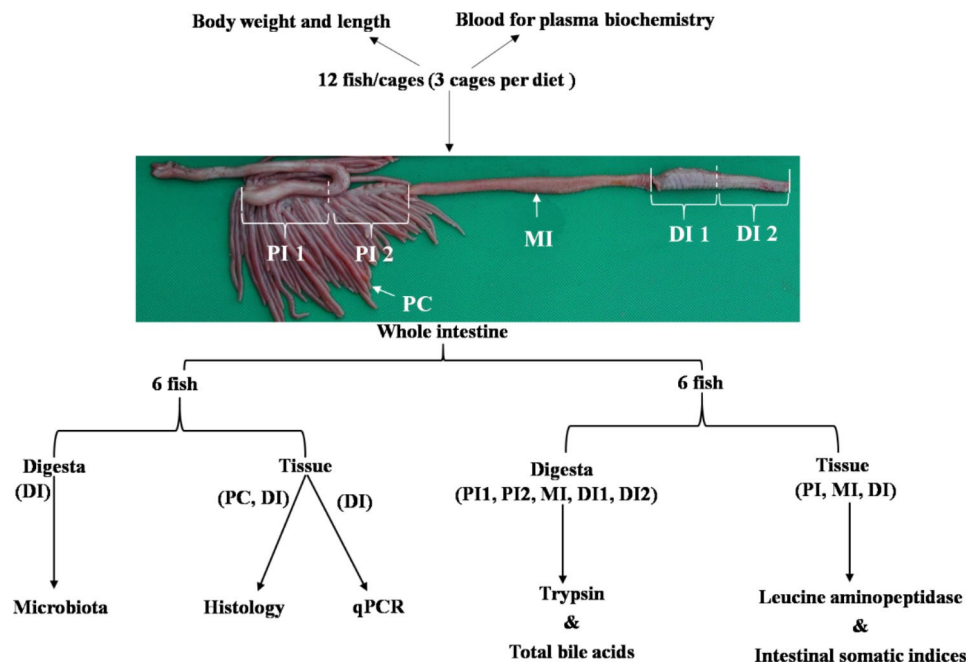 Body weight and length
Blood for plasma biochemistry
12 fish/cages (3 cages per diet )
PI 1
PI 2
MI
DI 1
DI 2
PC
Whole intestine
6 fish
6 fish
Digesta
(DI)
Tissue
(PC, DI)
(DI)
Digesta
(PI1, PI2, MI, DI1, DI2)
Tissue
(PI, MI, DI)
Microbiota
Histology
qPCR
Trypsin
&
Total bile acids
Leucine aminopeptidase
&
Intestinal somatic indices